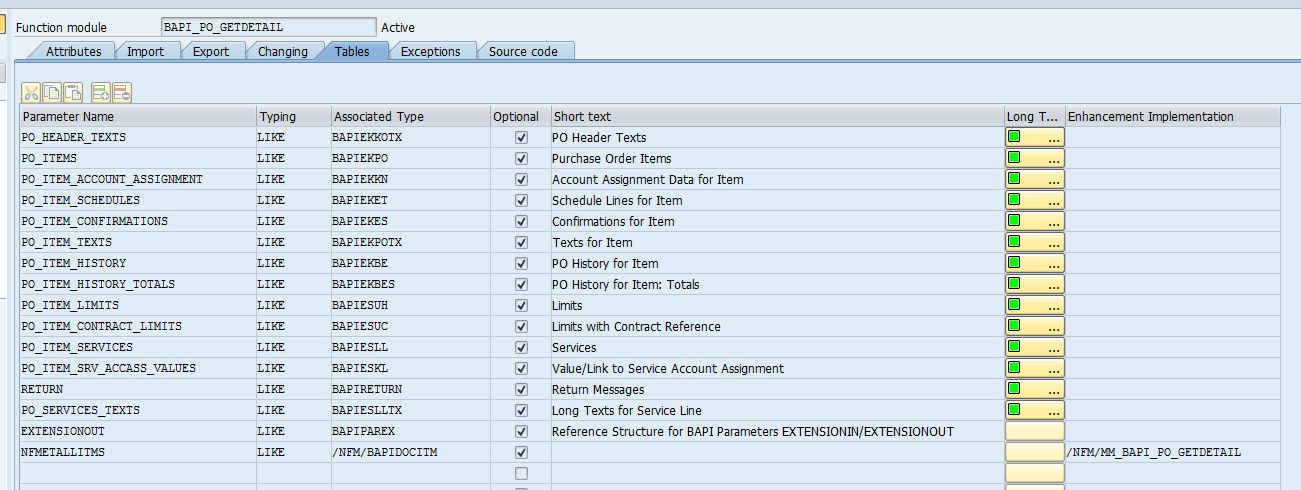 Function module BAPI_PO_GETDETAIL Active
Attributes Import Export Changing Tables Exceptions Source code
Parameter Name Typing Associated Type Optional Short text Long T... Enhancement Implementation
PO_HEADER_TEXTS LIKE BAPIEKKOTX PO Header Texts ...
PO_ITEMS LIKE BAPIEKPO Purchase Order Items ...
PO_ITEM_ACCOUNT_ASSIGNMENT LIKE BAPIEKKN Account Assignment Data for Item ...
PO_ITEM_SCHEDULES LIKE BAPIEKET Schedule Lines for Item ...
PO_ITEM_CONFIRMATIONS LIKE BAPIEKES Confirmations for Item ...
PO_ITEM_TEXTS LIKE BAPIEKPOTX Texts for Item ...
PO_ITEM_HISTORY LIKE BAPIEKBE PO History for Item ...
PO_ITEM_HISTORY_TOTALS LIKE BAPIEKBES PO History for Item: Totals ...
PO_ITEM_LIMITS LIKE BAPIESUH Limits ...
PO_ITEM_CONTRACT_LIMITS LIKE BAPIESUC Limits with Contract Reference ...
PO_ITEM_SERVICES LIKE BAPIESLL Services ...
PO_ITEM_SRV_ACCASS_VALUES LIKE BAPIESKL Value/Link to Service Account Assignment ...
RETURN LIKE BAPIRETURN Return Messages ...
PO_SERVICES_TEXTS LIKE BAPIESLLTX Long Texts for Service Line ...
EXTENSIONOUT LIKE BAPIPAREX Reference Structure for BAPI Parameters EXTENSIONIN/EXTENSIONOUT
NFMETALLITMS LIKE /NFM/BAPIDOCITM /NFM/MM_BAPI_PO_GETDETAIL